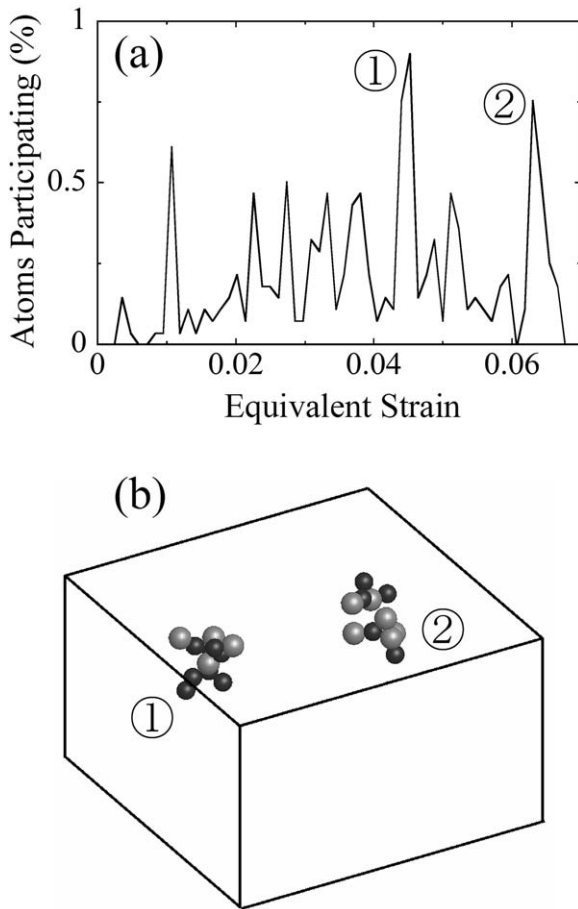 (a)
①
②
1
0.5
0
Atoms Participating (%)
0 0.02 0.04 0.06
Equivalent Strain
(b)
②
①